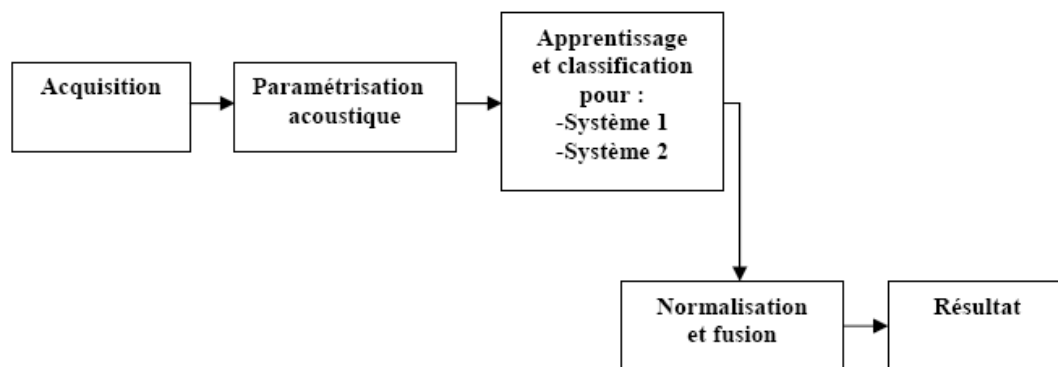 Acquisition
Paramétrisation
acoustique
Apprentissage
et classification
pour :
-Système 1
-Système 2
Normalisation
et fusion
Résultat